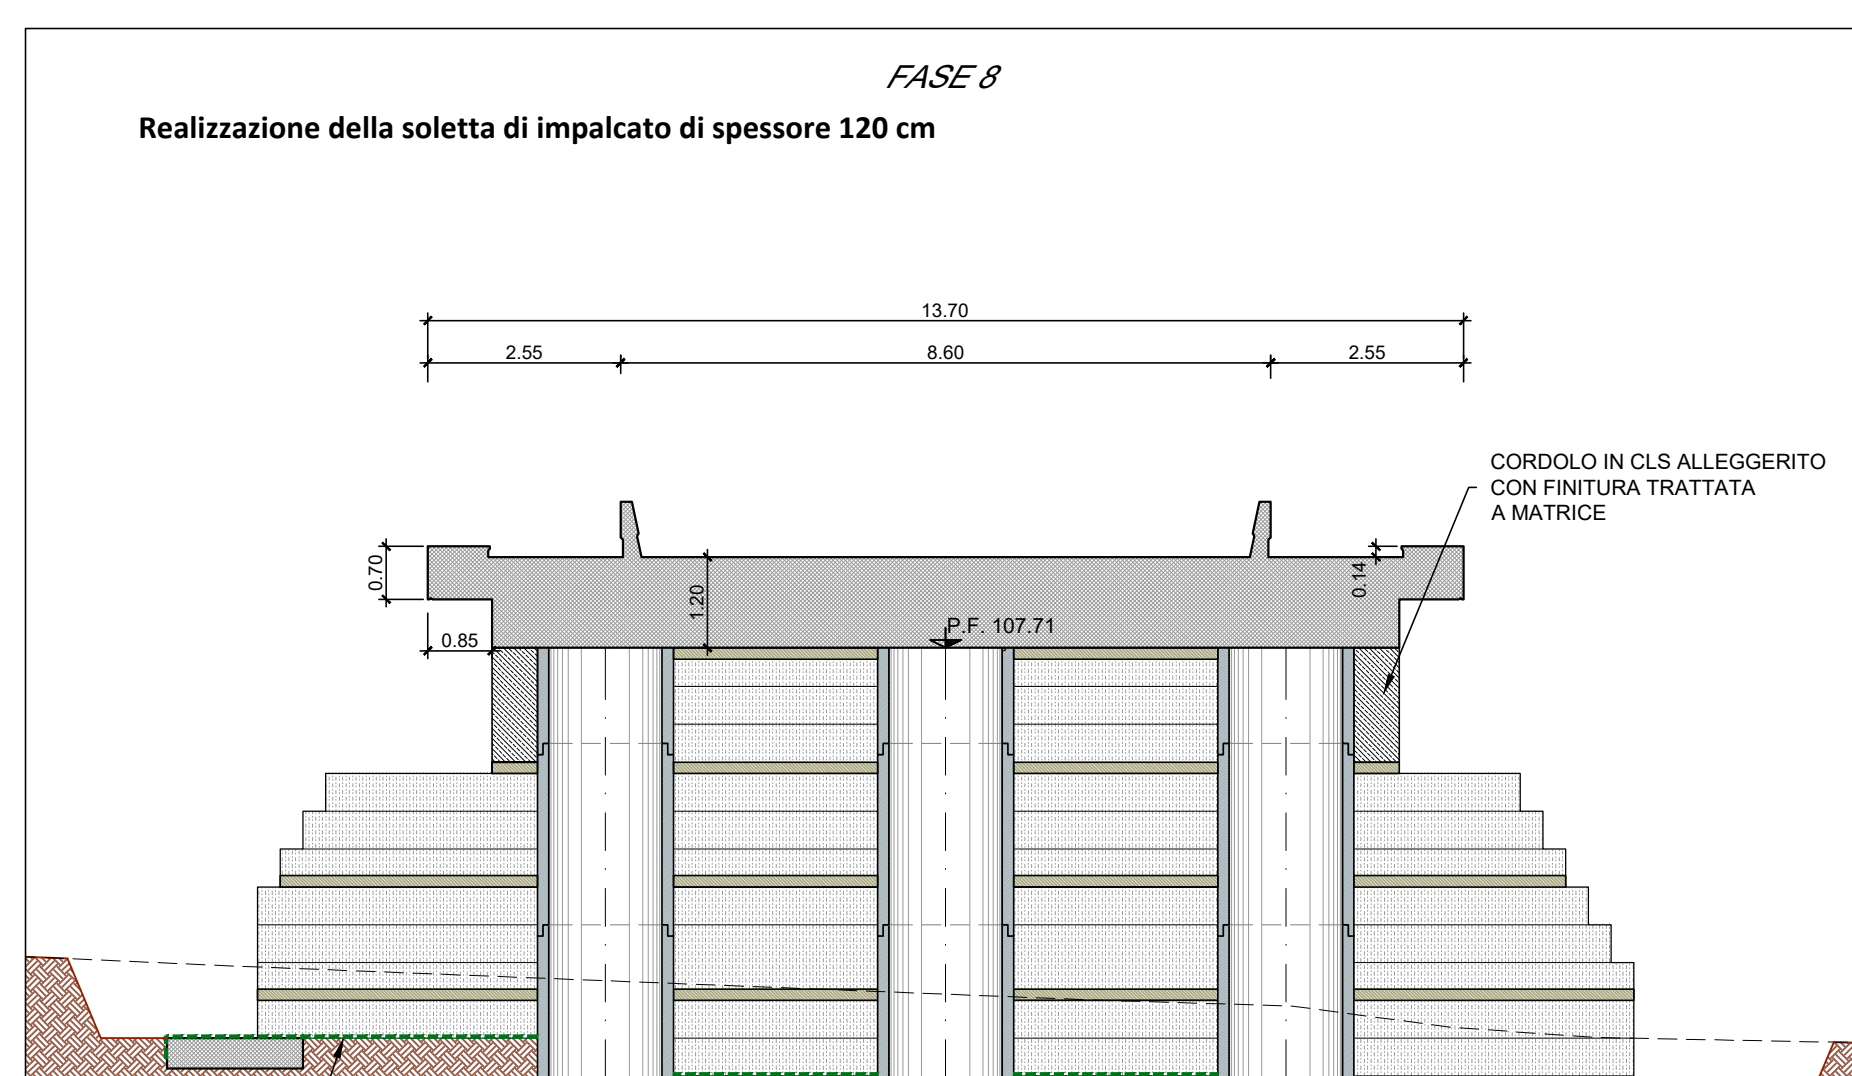 FASE 8
Realizzazione della soletta di impalcato di spessore 120 cm
13.70
2.55
8.60
2.55
CORDOLO IN CLS ALLEGGERITO
CON FINITURA TRATTATA
A MATRICE
0.70
0.14
1.20
P.F. 107.71
0.85